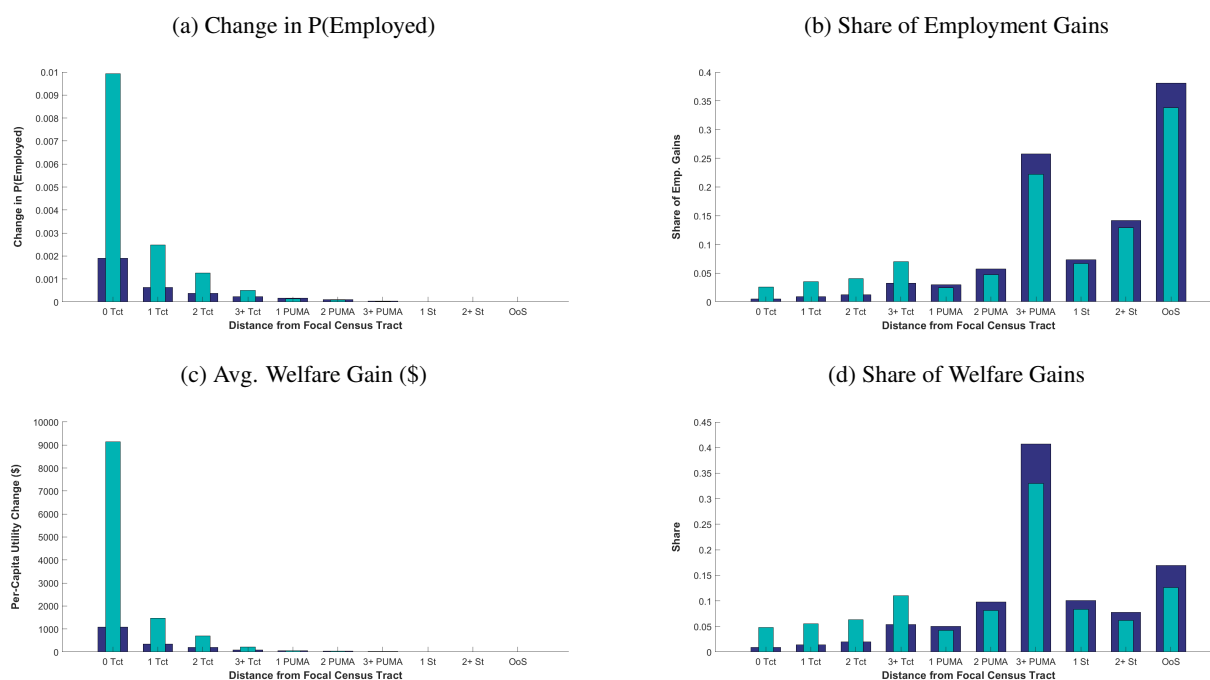 (a) Change in P(Employed)
0.01
0.009
0.008
0.007
0.006
0.005
0.004
0.003
0.002
0.001
0
Change in P(Employed)
0 Tct 1 Tct 2 Tct 3+ Tct 1 PUMA 2 PUMA 3+ PUMA 1 St 2+ St OoS
Distance from Focal Census Tract
(b) Share of Employment Gains
0.4
0.35
0.3
0.25
0.2
0.15
0.1
0.05
0
Share of Emp. Gains
0 Tct 1 Tct 2 Tct 3+ Tct 1 PUMA 2 PUMA 3+ PUMA 1 St 2+ St OoS
Distance from Focal Census Tract
(c) Avg. Welfare Gain ($)
10000
9000
8000
7000
6000
5000
4000
3000
2000
1000
0
Per-Capita Utility Change ($)
0 Tct 1 Tct 2 Tct 3+ Tct 1 PUMA 2 PUMA 3+ PUMA 1 St 2+ St OoS
Distance from Focal Census Tract
(d) Share of Welfare Gains
0.45
0.4
0.35
0.3
0.25
0.2
0.15
0.1
0.05
0
Share
0 Tct 1 Tct 2 Tct 3+ Tct 1 PUMA 2 PUMA 3+ PUMA 1 St 2+ St OoS
Distance from Focal Census Tract